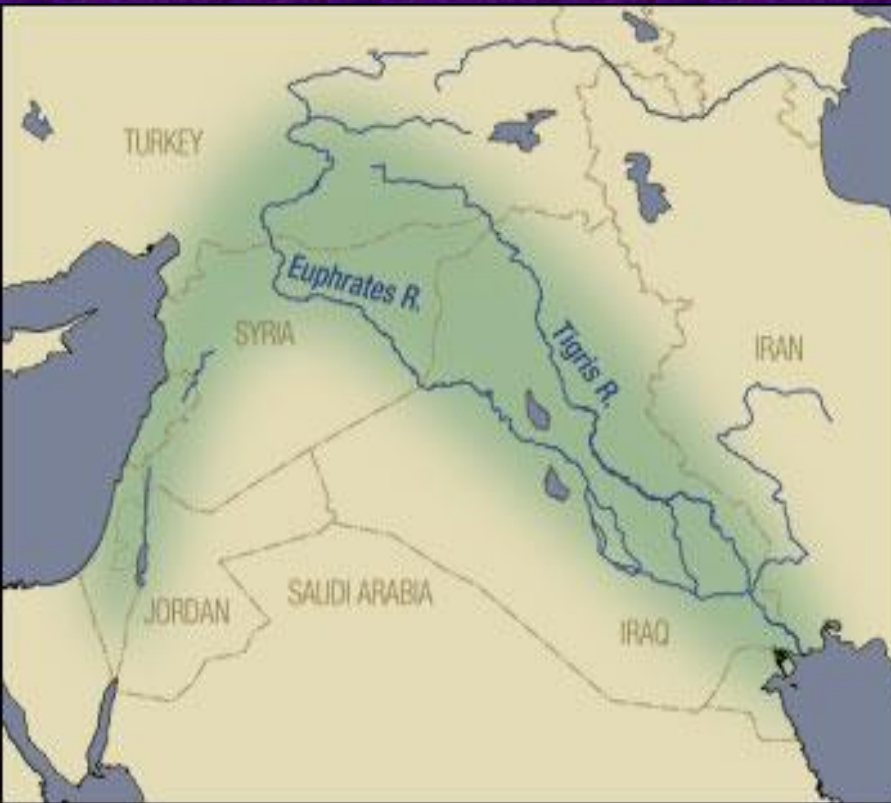 TURKEY
Euphrates R.
SYRIA
Tigris R.
IRAN
JORDAN
SAUDI ARABIA
IRAQ